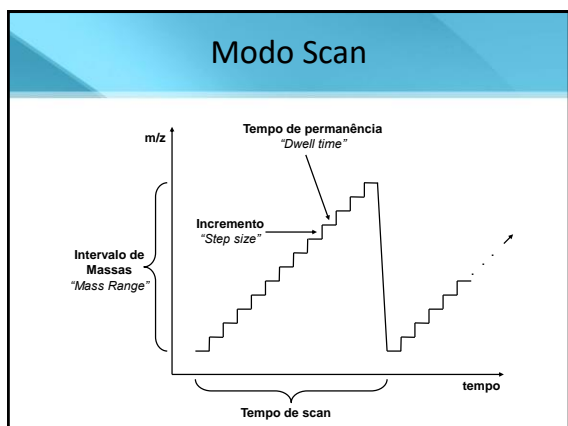 Modo Scan
Tempo de permanência
"Dwell time"
m/z
Incremento
"Step size"
Intervalo de
Massas
"Mass Range"
tempo
Tempo de scan